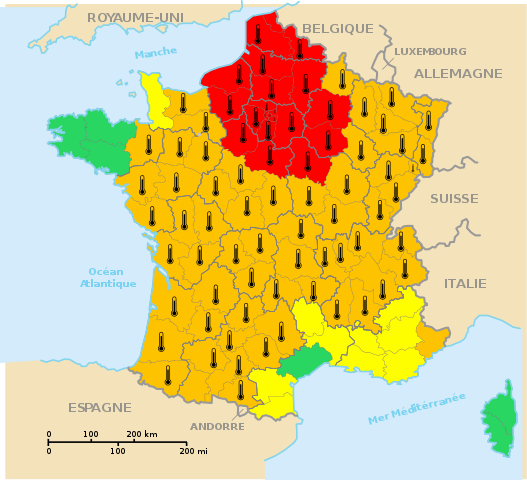 ROYAUME-UNI
BELGIQUE
Manche
LUXEMBOURG
ALLEMAGNE
SUISSE
Océan
Atlantique
ITALIE
ESPAGNE
ANDORRE
Mer Méditérranée
0 100 200 km
0 100 200 mi